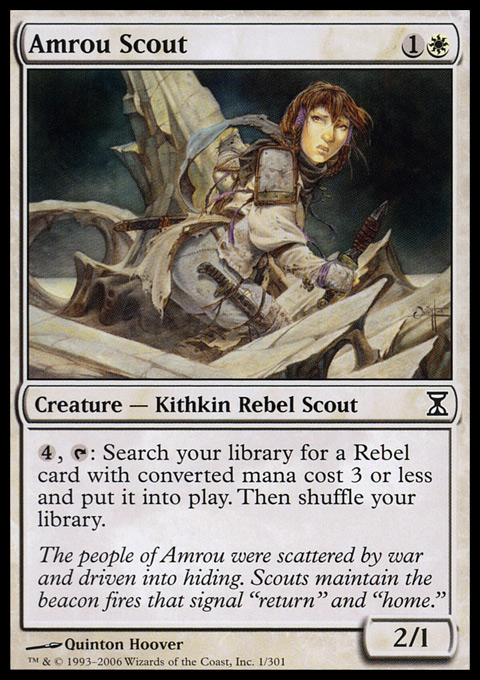 Amrou Scout 1
Creature — Kithkin Rebel Scout
4, : Search your library for a Rebel
card with converted mana cost 3 or less
and put it into play. Then shuffle your
library.
The people of Amrou were scattered by war
and driven into hiding. Scouts maintain the
beacon fires that signal “return” and “home.”
Quinton Hoover
2/1
™ & © 1993–2006 Wizards of the Coast, Inc. 1/301